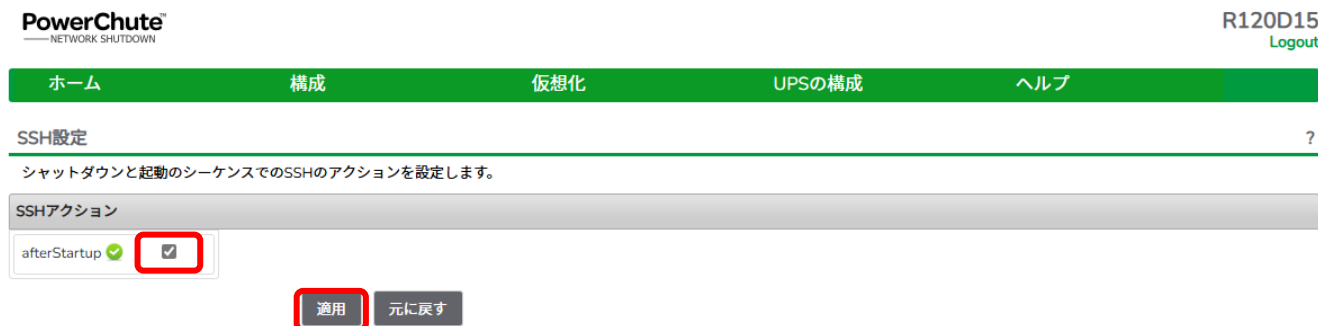 PowerChute™
NETWORK SHUTDOWN
R120D15
Logout
ホーム 構成 仮想化 UPSの構成 ヘルプ
SSH設定 ?
シャットダウンと起動のシーケンスでのSSHのアクションを設定します。
SSHアクション
afterStartup
適用 元に戻す